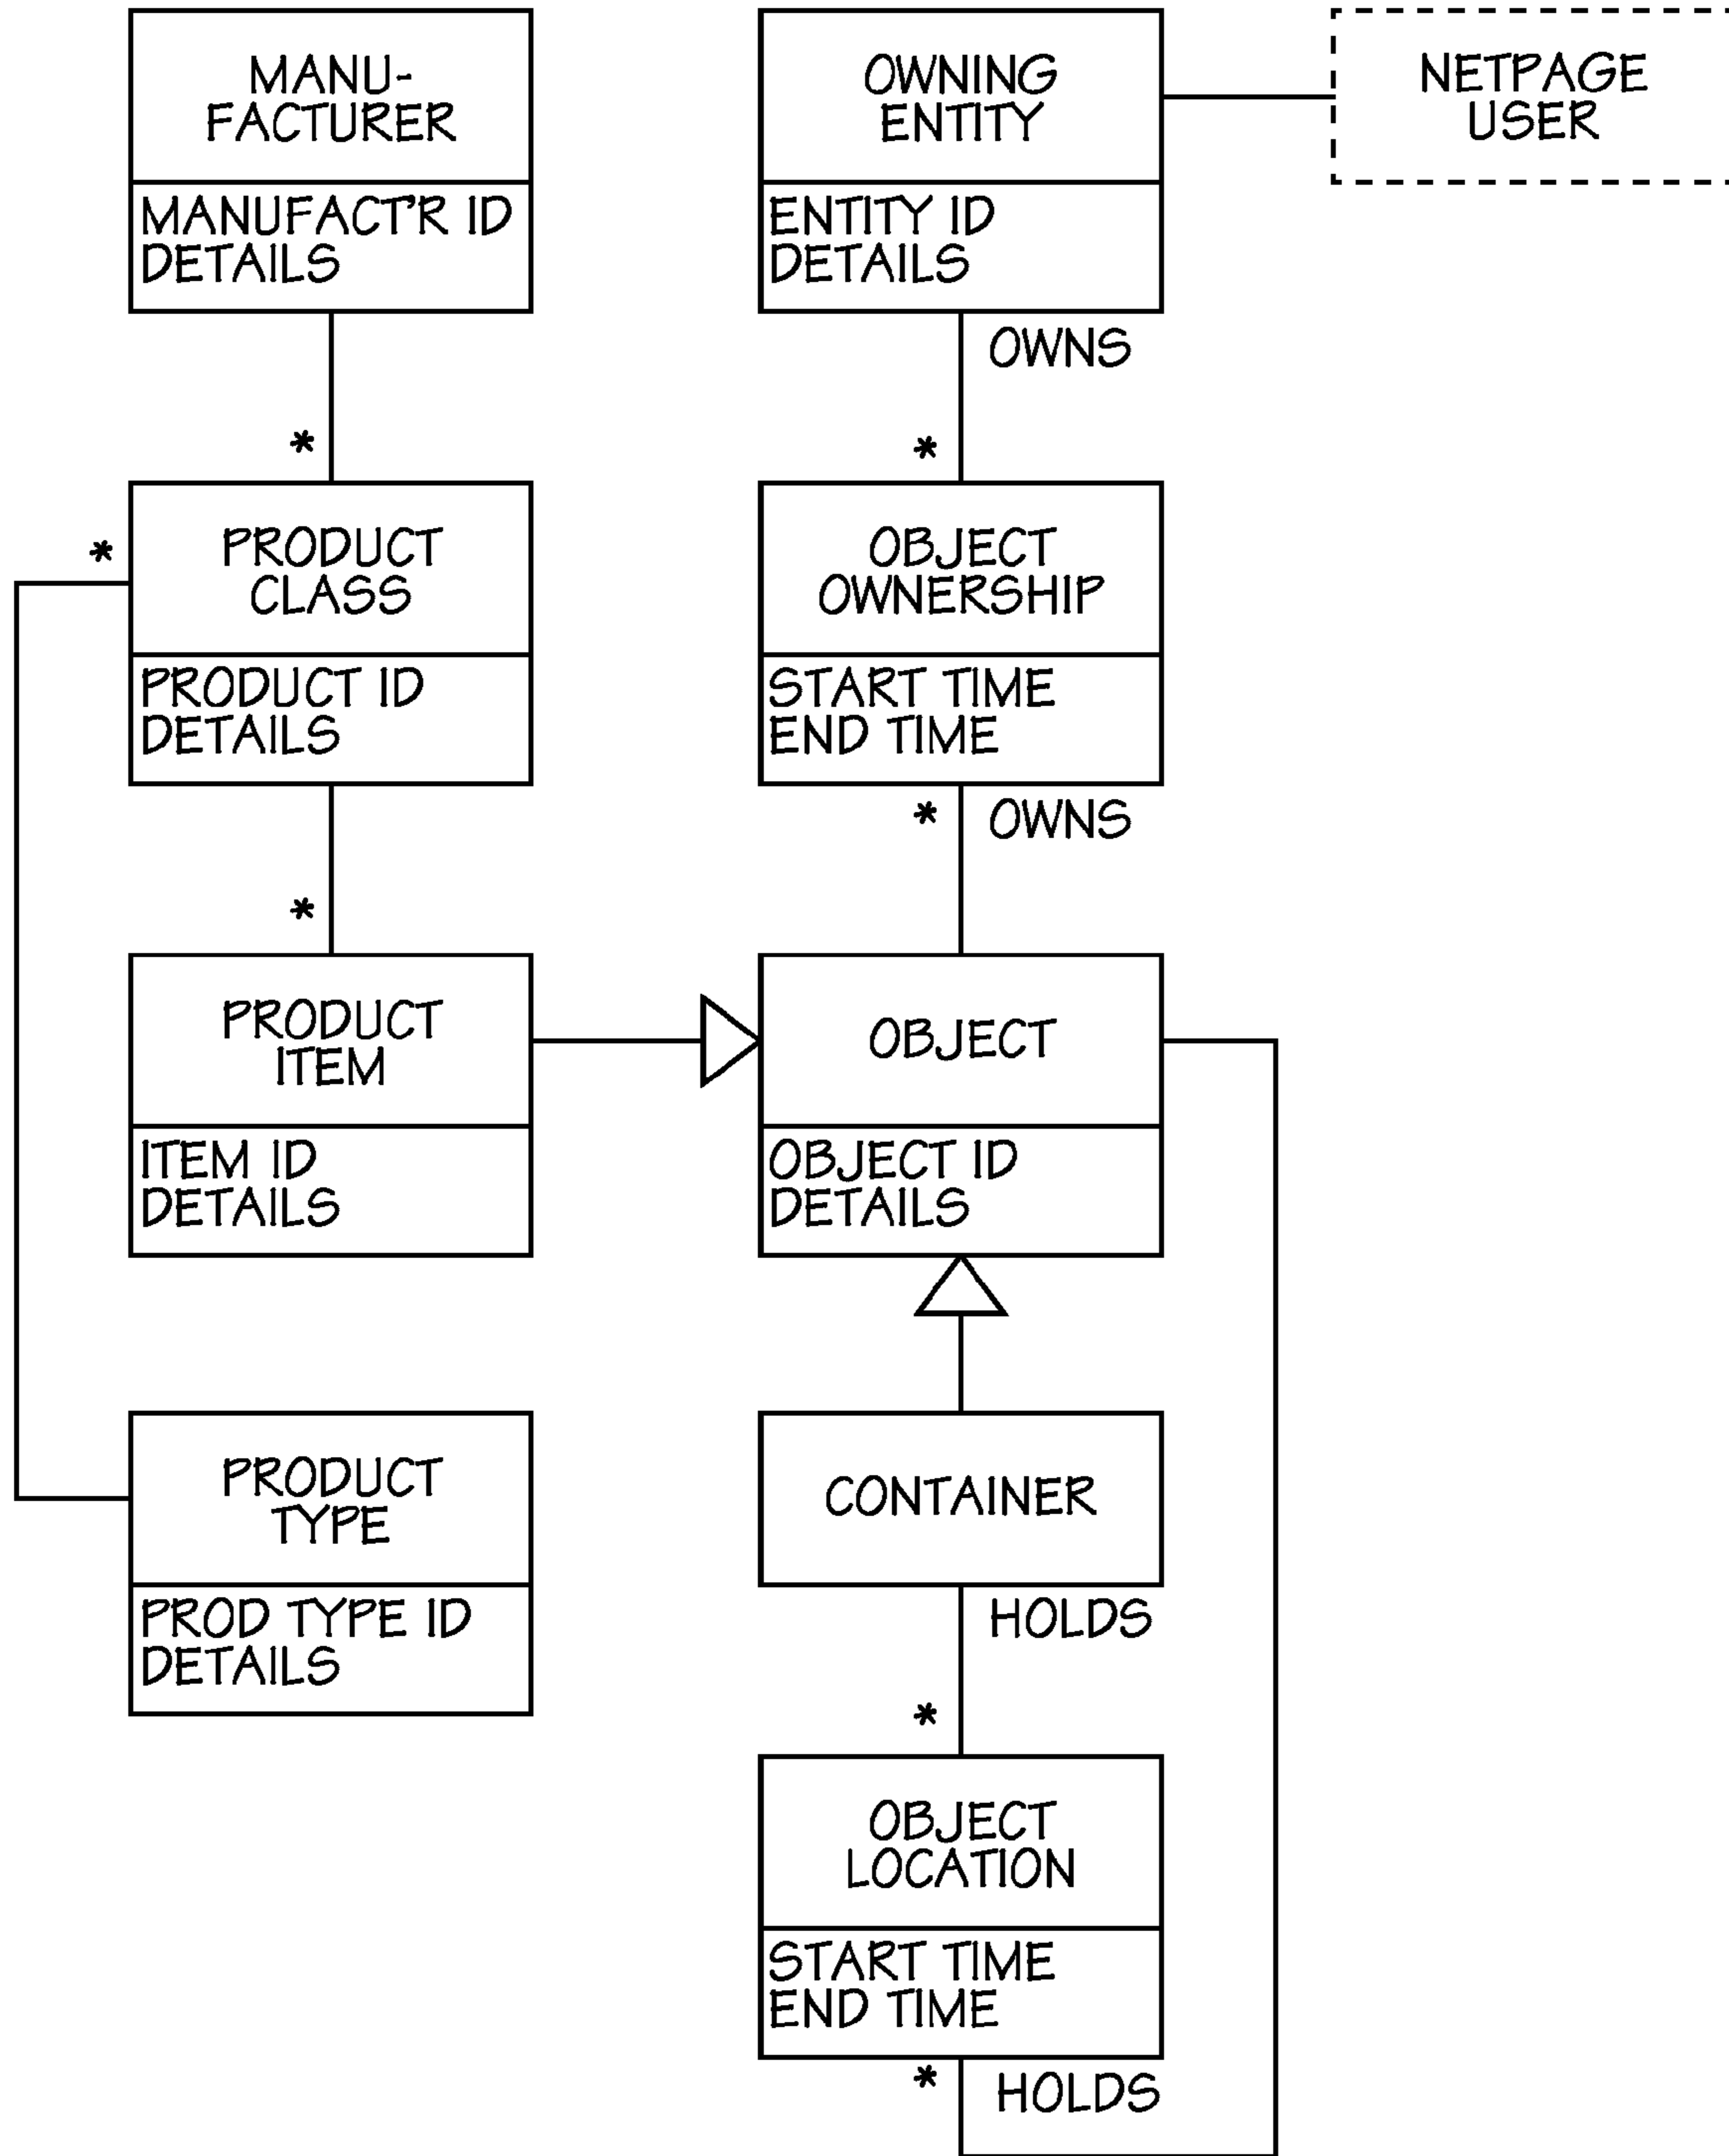 MANU-
FACTURER
MANUFACT'R ID
DETAILS
OWNING
ENTITY
ENTITY ID
DETAILS
NETPAGE
USER
OWNS
*
*
PRODUCT
CLASS
PRODUCT ID
DETAILS
*
OBJECT
OWNERSHIP
START TIME
END TIME
* OWNS
*
PRODUCT
ITEM
ITEM ID
DETAILS
OBJECT
OBJECT ID
DETAILS
PRODUCT
TYPE
PROD TYPE ID
DETAILS
CONTAINER
HOLDS
*
OBJECT
LOCATION
START TIME
END TIME
* HOLDS